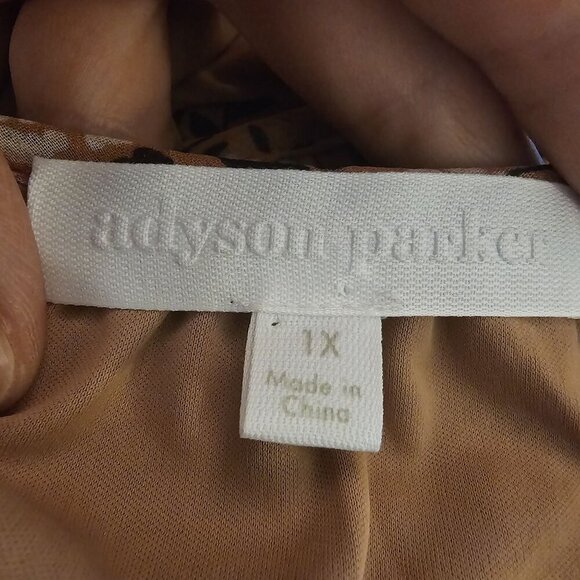 adyson parker
1X
Made in
China